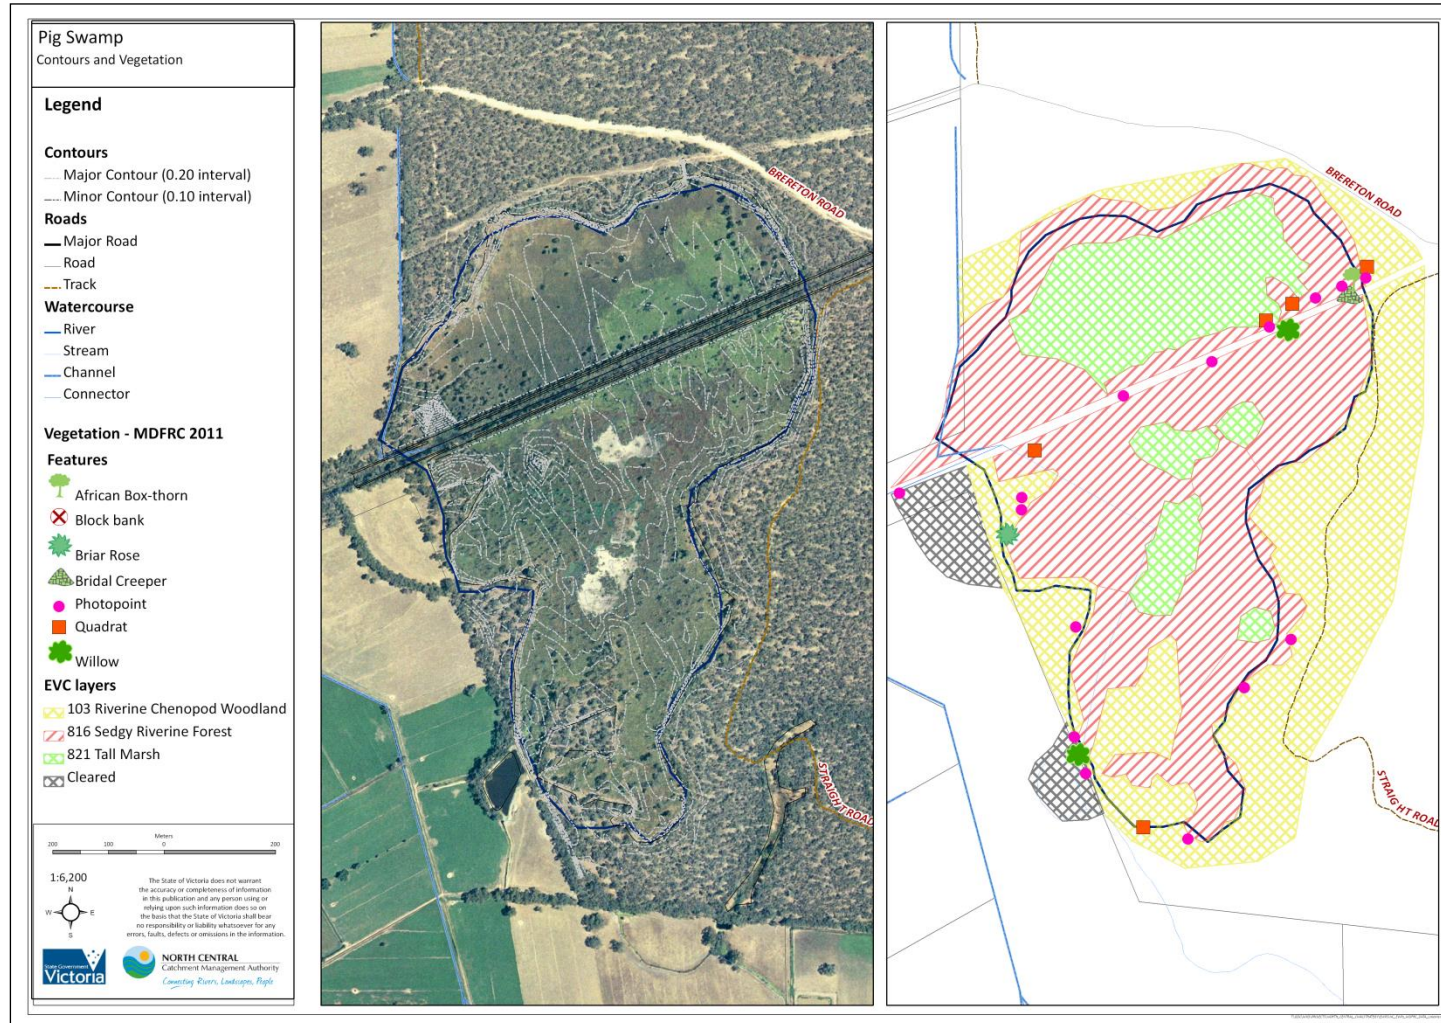 Pig Swamp
Contours and Vegetation
Legend
Contours
Major Contour (0.20 interval)
Minor Contour (0.10 interval)
Roads
Major Road
Road
Track
Watercourse
River
Stream
Channel
Connector
Vegetation - MDFRC 2011
Features
African Box-thorn
Block bank
Briar Rose
Bridal Creeper
Photopoint
Quadrat
Willow
EVC layers
103 Riverine Chenopod Woodland
816 Sedgy Riverine Forest
821 Tall Marsh
Cleared
Meters
200 100 0 200
1:6,200
N
W E
S
The State of Victoria does not warrant
the accuracy or completeness of information
in this publication and any person using or
relying upon such information does so on
the basis that the State of Victoria shall bear
no responsibility or liability whatsoever for any
errors, faults, defects or omissions in the information.
State Government
Victoria
NORTH CENTRAL
Catchment Management Authority
Connecting Rivers, Landscapes, People
BRERETON ROAD
STRAIGHT ROAD
BRERETON ROAD
STRAIGHT ROAD